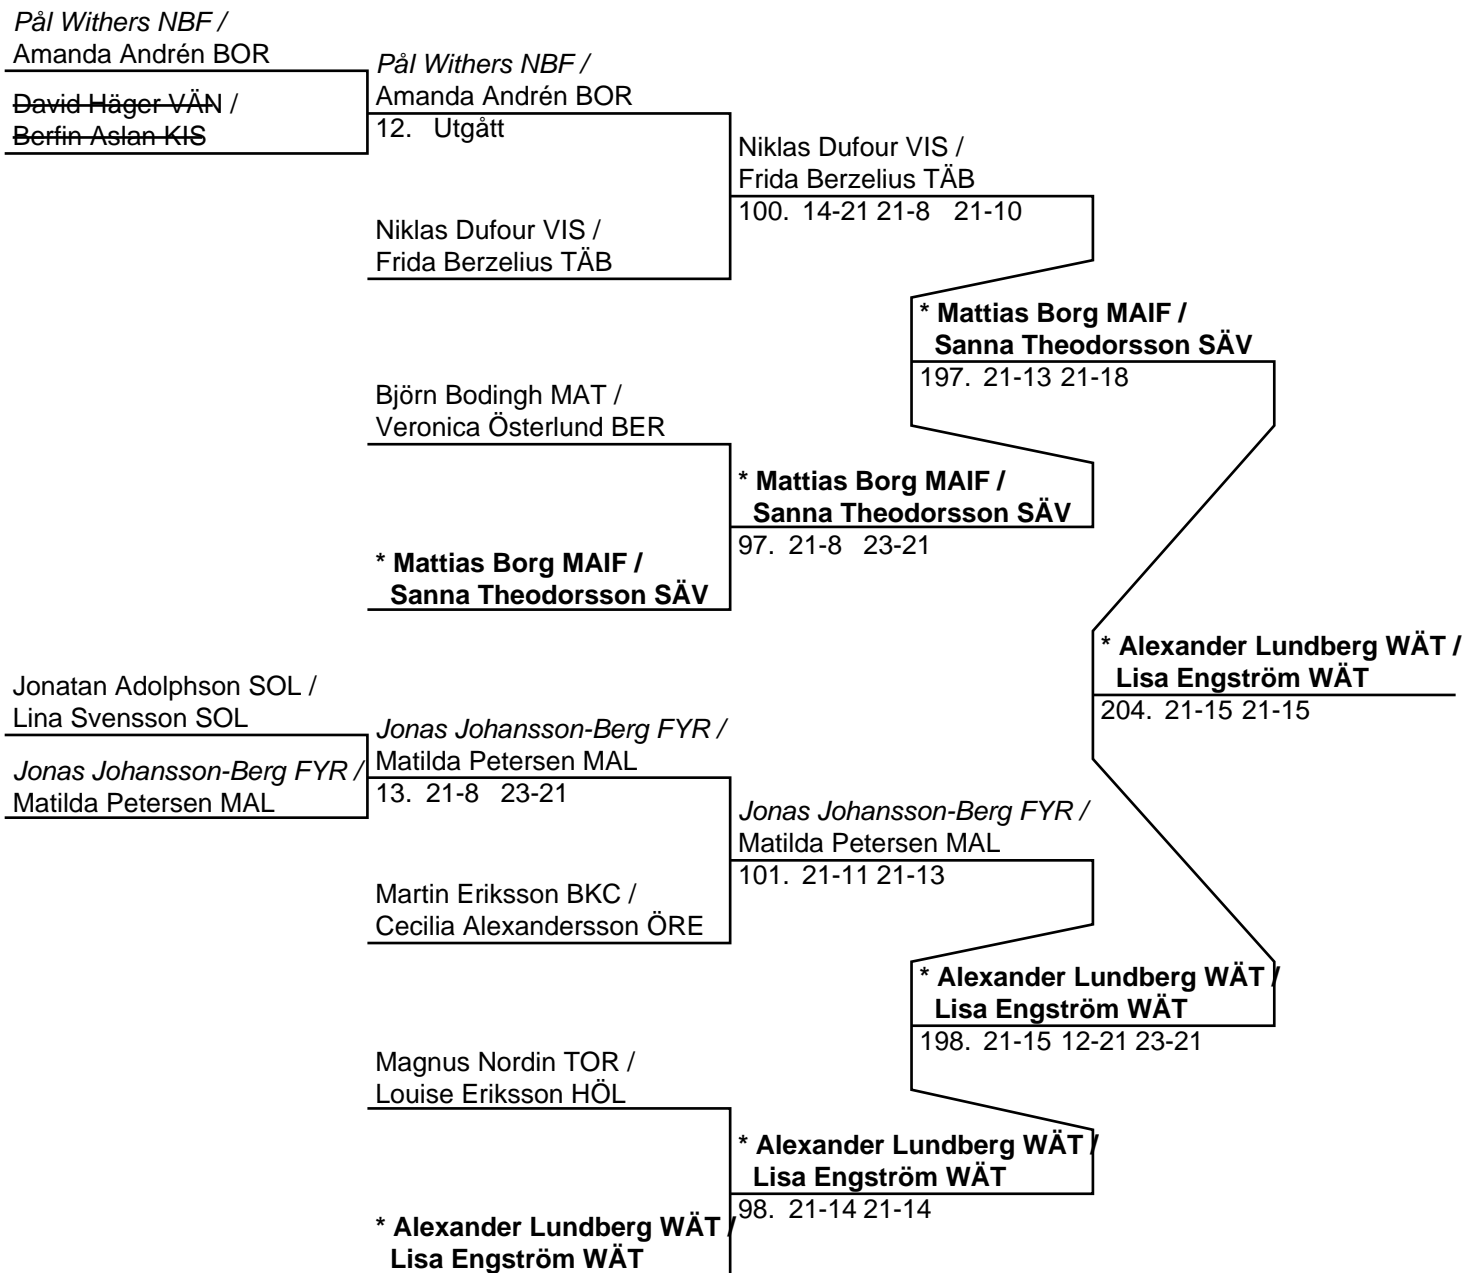 Pål Withers NBF /
Amanda Andrén BOR
David Häger VÄN /
Berfin Aslan KIS
Pål Withers NBF /
Amanda Andrén BOR
12. Utgått
Niklas Dufour VIS /
Frida Berzelius TÄB
Niklas Dufour VIS /
Frida Berzelius TÄB
100. 14-21 21-8 21-10
* Mattias Borg MAIF /
Sanna Theodorsson SÄV
197. 21-13 21-18
Björn Bodingh MAT /
Veronica Österlund BER
* Mattias Borg MAIF /
Sanna Theodorsson SÄV
97. 21-8 23-21
* Mattias Borg MAIF /
Sanna Theodorsson SÄV
* Alexander Lundberg WÄT /
Lisa Engström WÄT
204. 21-15 21-15
Jonatan Adolphson SOL /
Lina Svensson SOL
Jonas Johansson-Berg FYR /
Matilda Petersen MAL
Jonas Johansson-Berg FYR /
Matilda Petersen MAL
13. 21-8 23-21
Jonas Johansson-Berg FYR /
Matilda Petersen MAL
101. 21-11 21-13
Martin Eriksson BKC /
Cecilia Alexandersson ÖRE
* Alexander Lundberg WÄT /
Lisa Engström WÄT
198. 21-15 12-21 23-21
Magnus Nordin TOR /
Louise Eriksson HÖL
* Alexander Lundberg WÄT /
Lisa Engström WÄT
98. 21-14 21-14
* Alexander Lundberg WÄT /
Lisa Engström WÄT